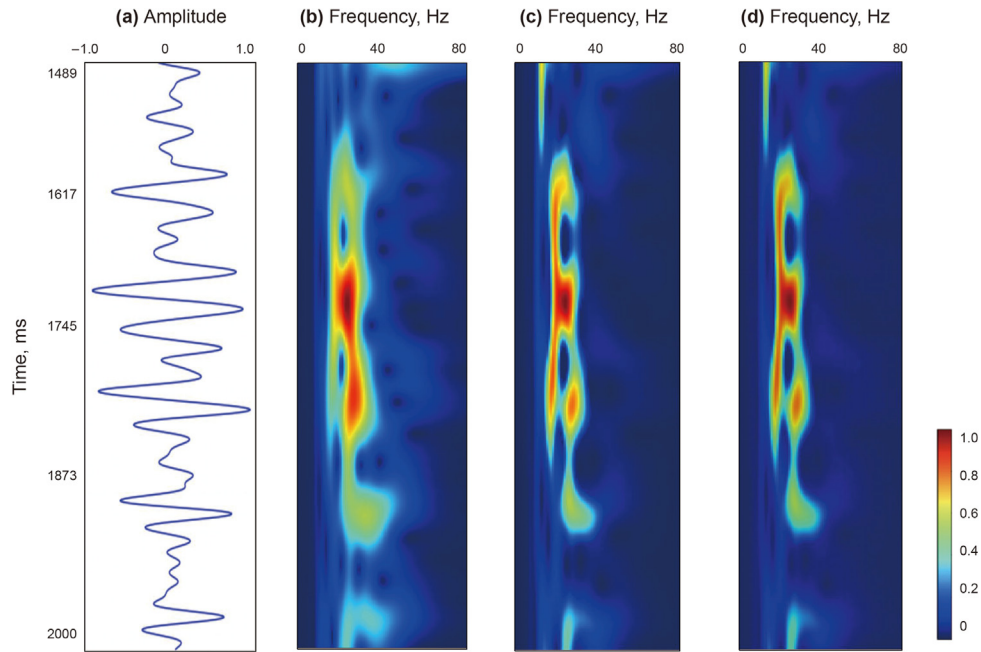 (a) Amplitude
(b) Frequency, Hz
(c) Frequency, Hz
(d) Frequency, Hz
−1.0 0 1.0
0 40 80
0 40 80
0 40 80
Time, ms
1489
1617
1745
1873
2000
1.0
0.8
0.6
0.4
0.2
0